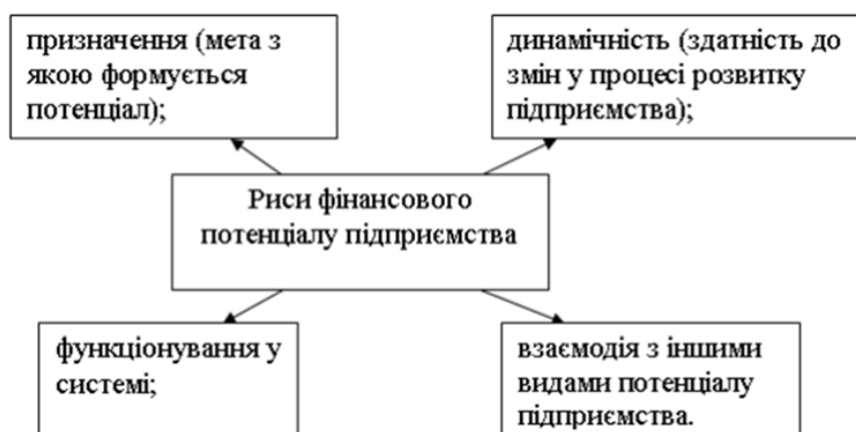 призначення (мета з
якою формується
потенціал);
динамічність (здатність до
змін у процесі розвитку
підприємства);
Риси фінансового
потенціалу підприємства
функціонування у
системі;
взаємодія з іншими
видами потенціалу
підприємства.